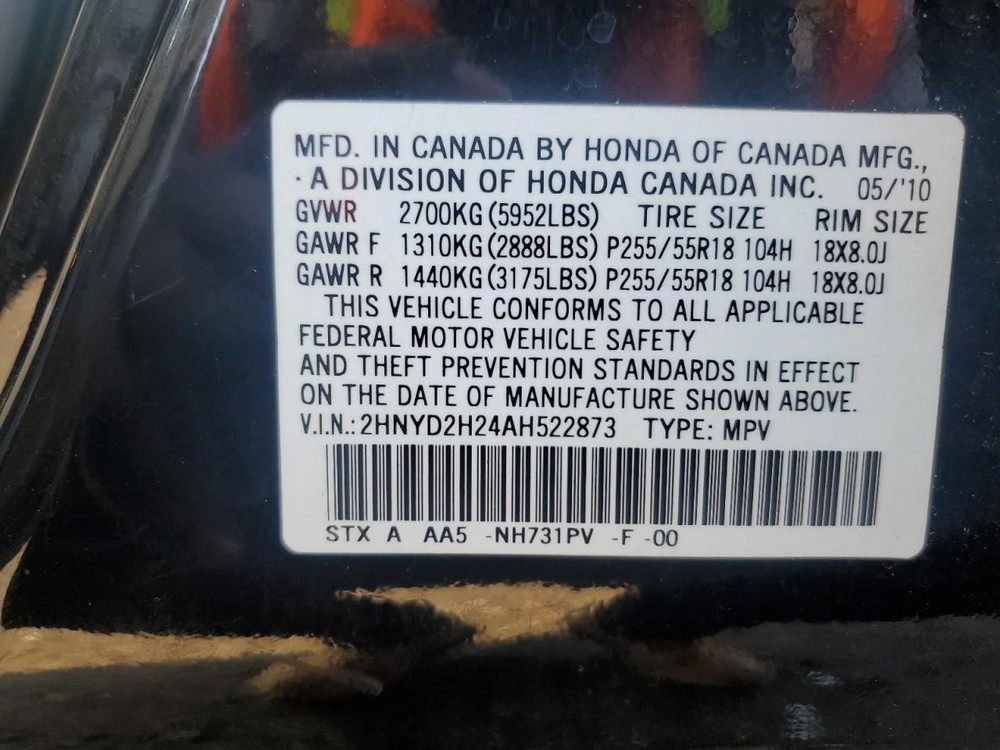 MFD. IN CANADA BY HONDA OF CANADA MFG.,
A DIVISION OF HONDA CANADA INC. 05/'10
GVWR 2700KG (5952LBS) TIRE SIZE RIM SIZE
GAWR F 1310KG (2888LBS) P255/55R18 104H 18X8.0J
GAWR R 1440KG (3175LBS) P255/55R18 104H 18X8.0J
THIS VEHICLE CONFORMS TO ALL APPLICABLE
FEDERAL MOTOR VEHICLE SAFETY
AND THEFT PREVENTION STANDARDS IN EFFECT
ON THE DATE OF MANUFACTURE SHOWN ABOVE.
V.I.N.: 2HNYD2H24AH522873 TYPE: MPV
STX A AA5 -NH731PV -F -00